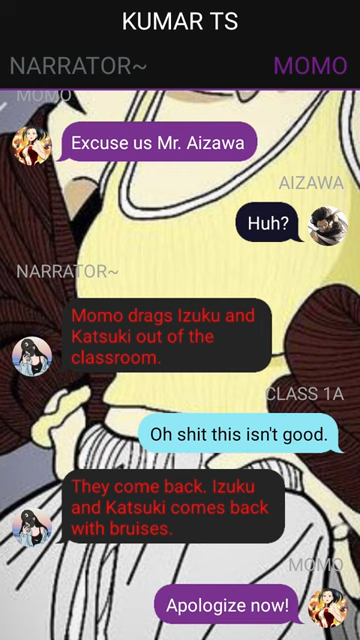 KUMAR TS
NARRATOR~ MOMO
MOMO
Excuse us Mr. Aizawa
AIZAWA
Huh?
NARRATOR~
Momo drags Izuku and
Katsuki out of the
classroom.
CLASS 1A
Oh shit this isn't good.
They come back. Izuku
and Katsuki comes back
with bruises.
MOMO
Apologize now!